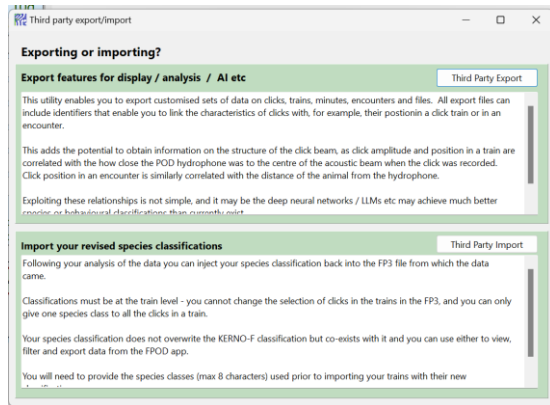 Third party export/import
Exporting or importing?
Export features for display / analysis / AI etc
Third Party Export
This utility enables you to export customised sets of data on clicks, trains, minutes, encounters and files. All export files can
include identifiers that enable you to link the characteristics of clicks with, for example, their postionin a click train or in an
encounter.
This adds the potential to obtain information on the structure of the click beam, as click amplitude and position in a train are
correlated with the how close the POD hydrophone was to the centre of the acoustic beam when the click was recorded.
Click position in an encounter is similarly correlated with the distance of the animal from the hydrophone.
Exploiting these relationships is not simple, and it may be the deep neural networks / LLMs etc may achieve much better
species or behavioural classifications than currently exist
Import your revised species classifications
Third Party Import
Following your analysis of the data you can inject your species classification back into the FP3 file from which the data
came.
Classifications must be at the train level - you cannot change the selection of clicks in the trains in the FP3, and you can only
give one species class to all the clicks in a train.
Your species classification does not overwrite the KERNO-F classification but co-exists with it and you can use either to view,
filter and export data from the FPOD app.
You will need to provide the species classes (max 8 characters) used prior to importing your trains with their new